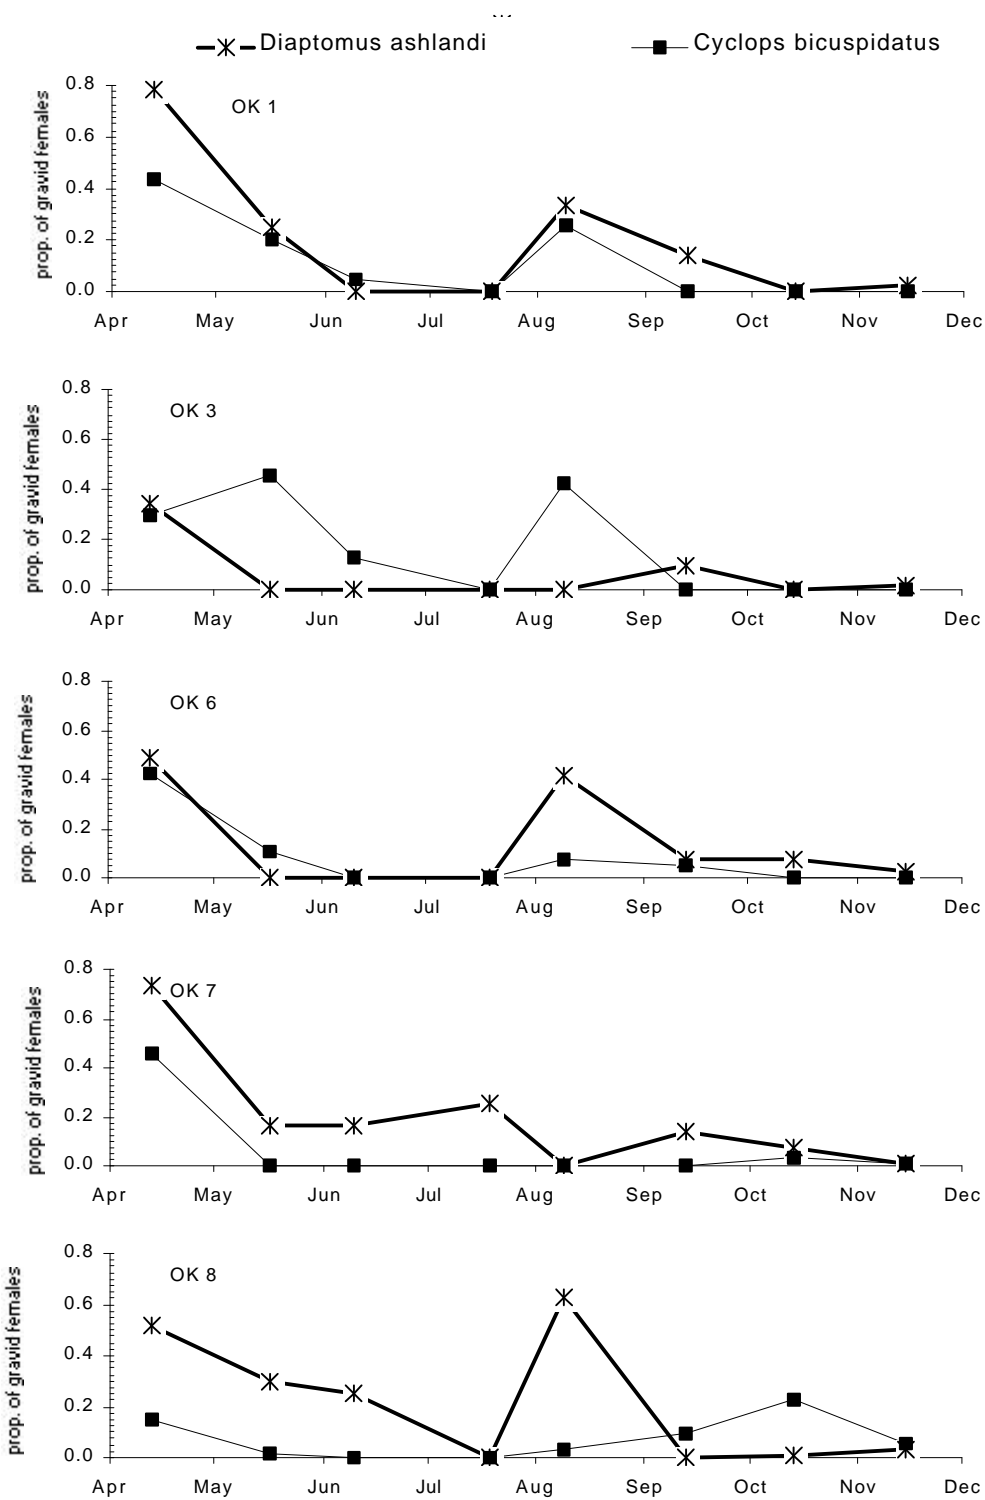 Diaptomus ashlandi Cyclops bicuspidatus
OK 1
prop. of gravid females
0.8
0.6
0.4
0.2
0.0
Apr May Jun Jul Aug Sep Oct Nov Dec
OK 3
prop. of gravid females
0.8
0.6
0.4
0.2
0.0
Apr May Jun Jul Aug Sep Oct Nov Dec
OK 6
prop. of gravid females
0.8
0.6
0.4
0.2
0.0
Apr May Jun Jul Aug Sep Oct Nov Dec
OK 7
prop. of gravid females
0.8
0.6
0.4
0.2
0.0
Apr May Jun Jul Aug Sep Oct Nov Dec
OK 8
prop. of gravid females
0.8
0.6
0.4
0.2
0.0
Apr May Jun Jul Aug Sep Oct Nov Dec